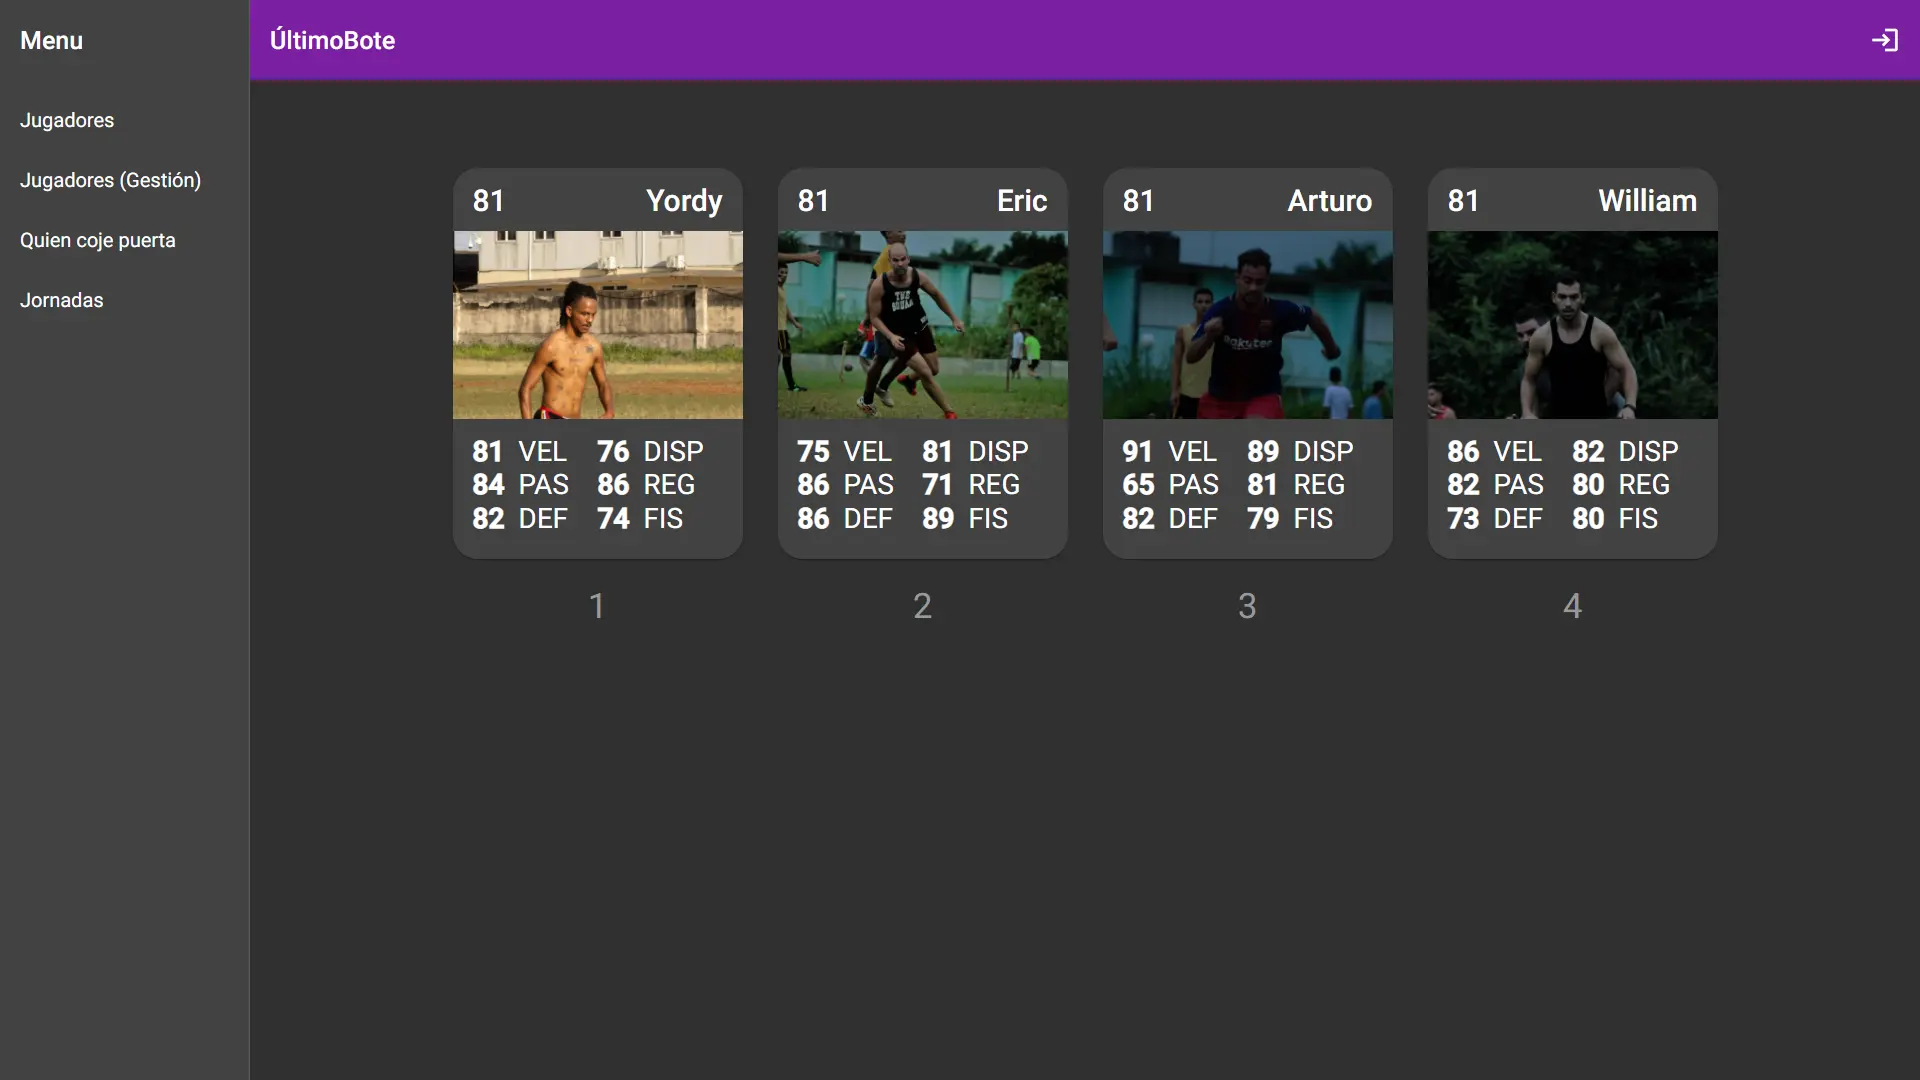 Menu
ÚltimoBote
Jugadores
Jugadores (Gestión)
Quien coje puerta
Jornadas
81 Yordy
81 VEL 76 DISP
84 PAS 86 REG
82 DEF 74 FIS
1
81 Eric
THE
SQUAD
75 VEL 81 DISP
86 PAS 71 REG
86 DEF 89 FIS
2
81 Arturo
Rakuten
91 VEL 89 DISP
65 PAS 81 REG
82 DEF 79 FIS
3
81 William
86 VEL 82 DISP
82 PAS 80 REG
73 DEF 80 FIS
4